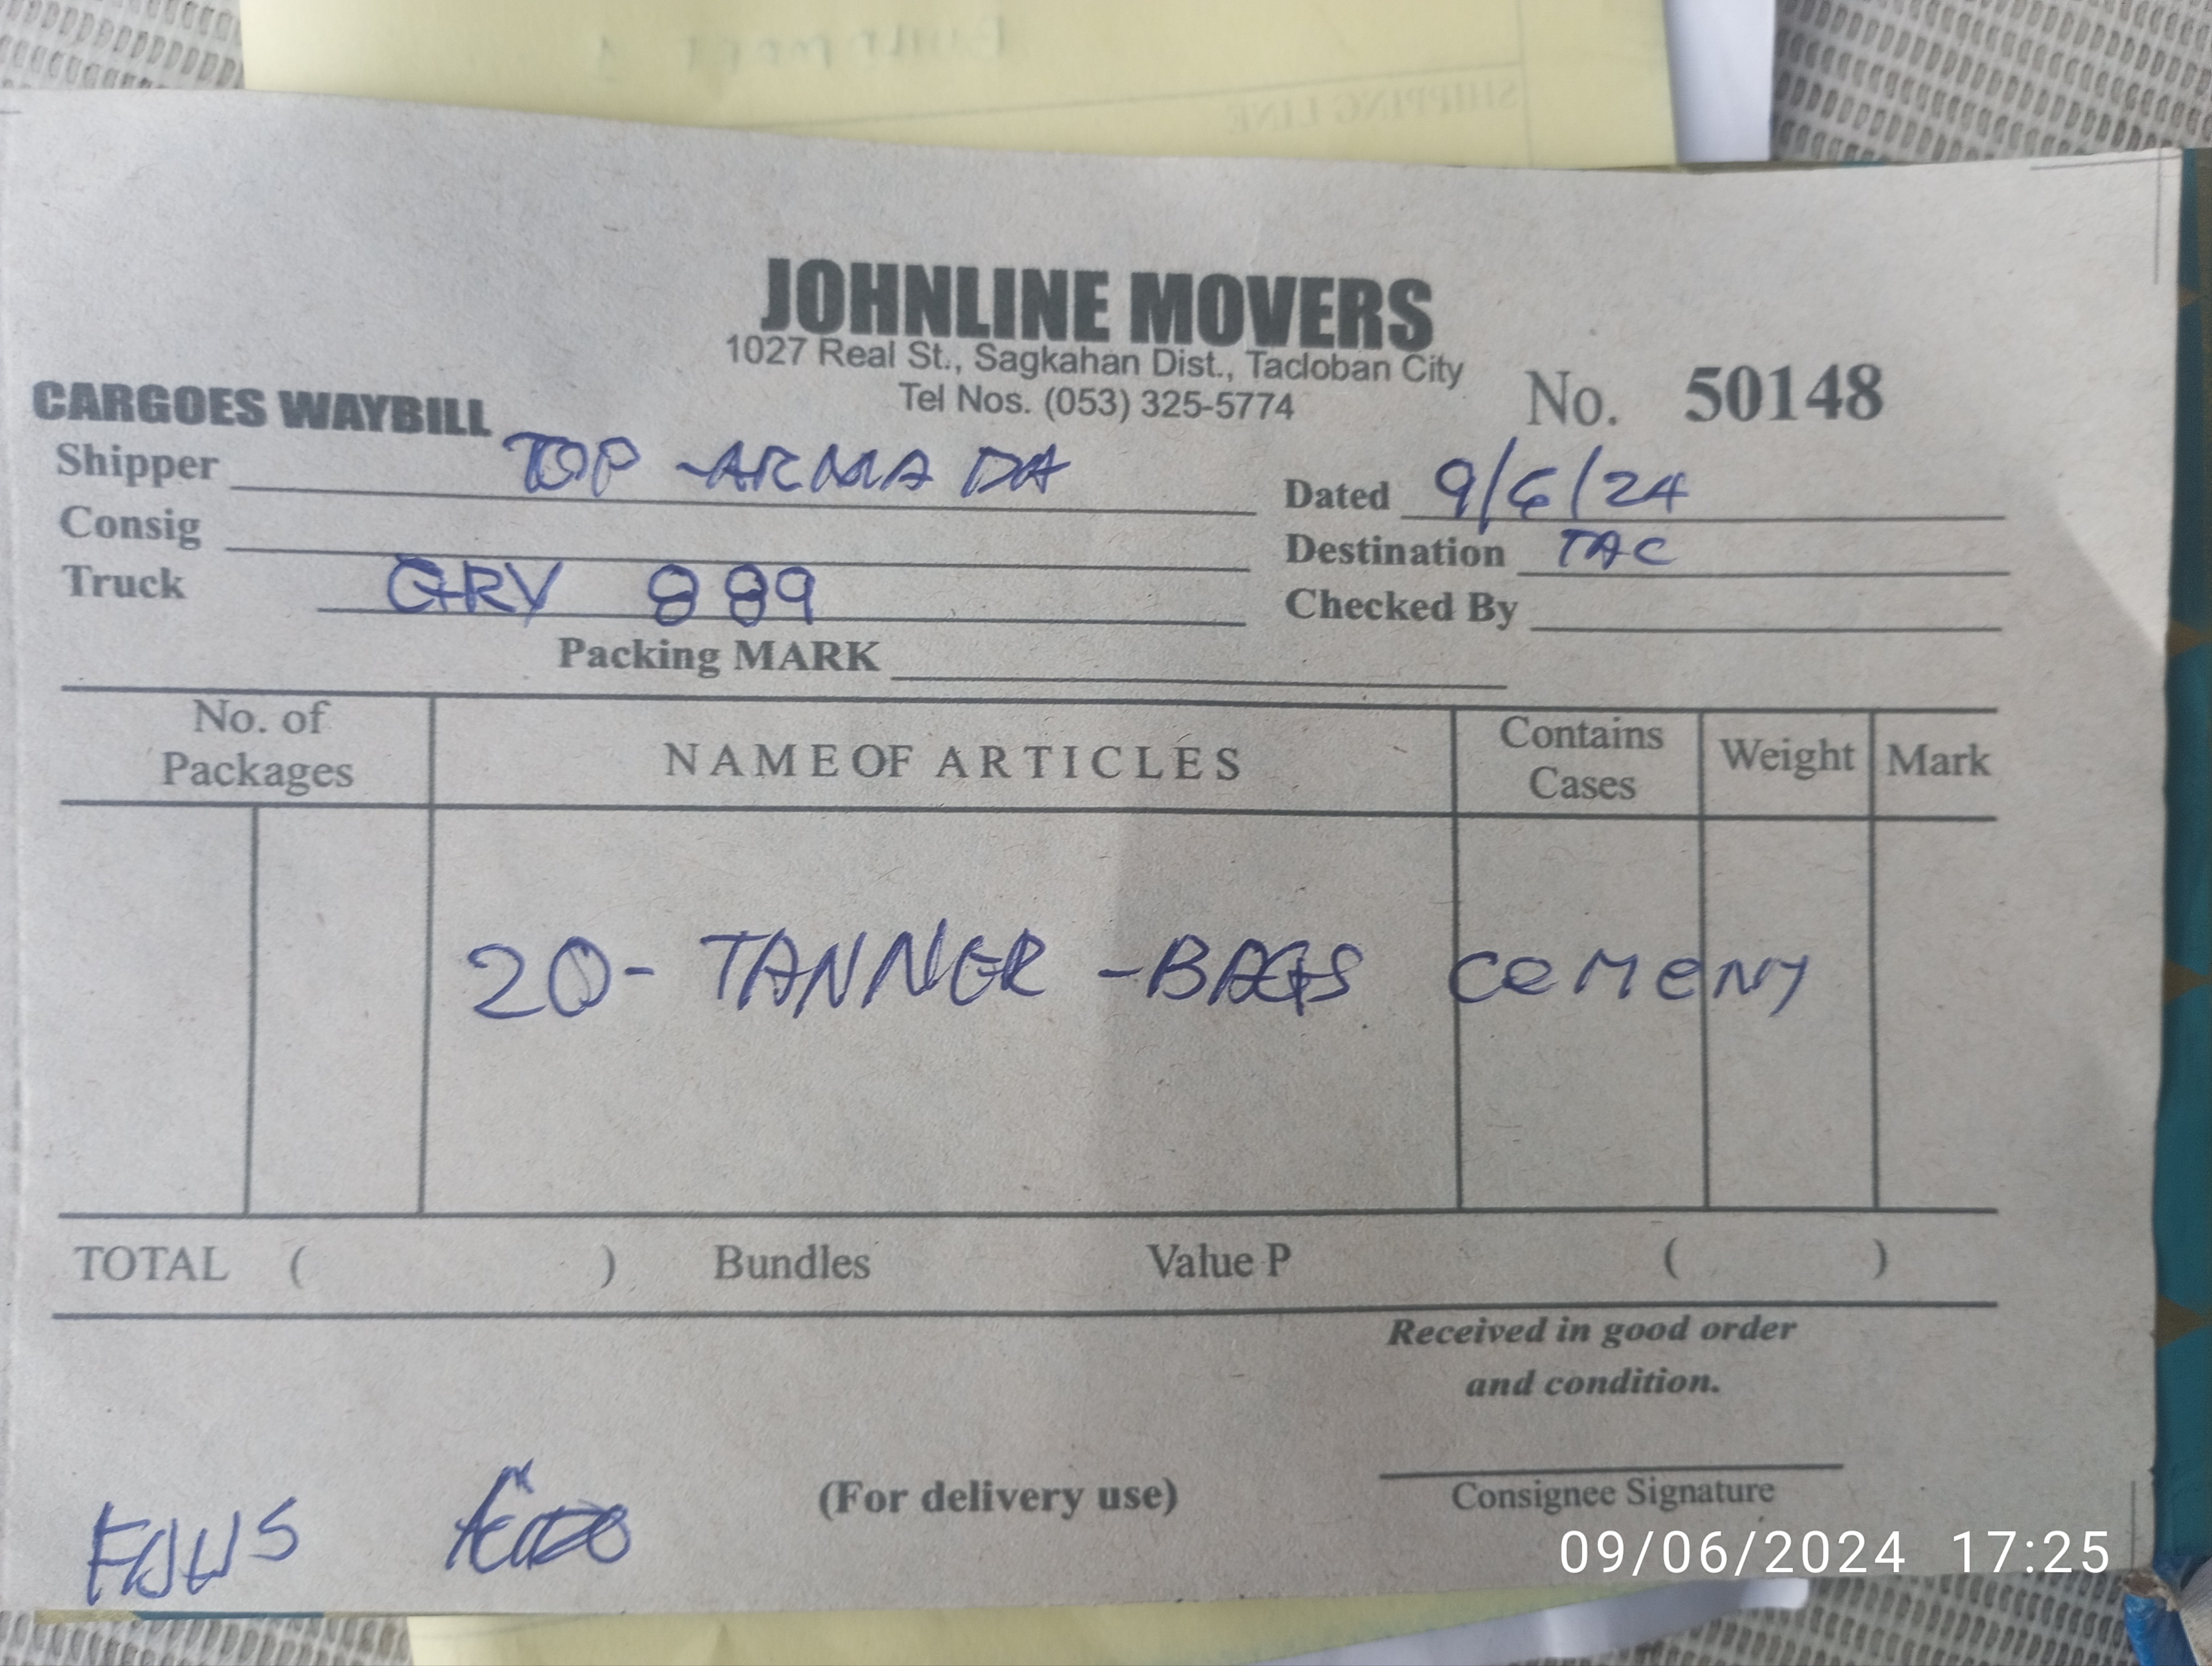 SHIPPING LINE
JOHNLINE MOVERS
1027 Real St., Sagkahan Dist., Tacloban City
Tel Nos. (053) 325-5774
No. 50148
CARGOES WAYBILL
Shipper TOP ARMADA
Dated 9/6/24
Consig
Destination TAC
Truck GRV 889
Checked By
Packing MARK
No. of Packages
NAME OF ARTICLES
Contains Cases
Weight
Mark
20- TANNER -BAGS CEMENT
TOTAL ( ) Bundles Value P ( )
Received in good order
and condition.
(For delivery use)
Consignee Signature
09/06/2024 17:25